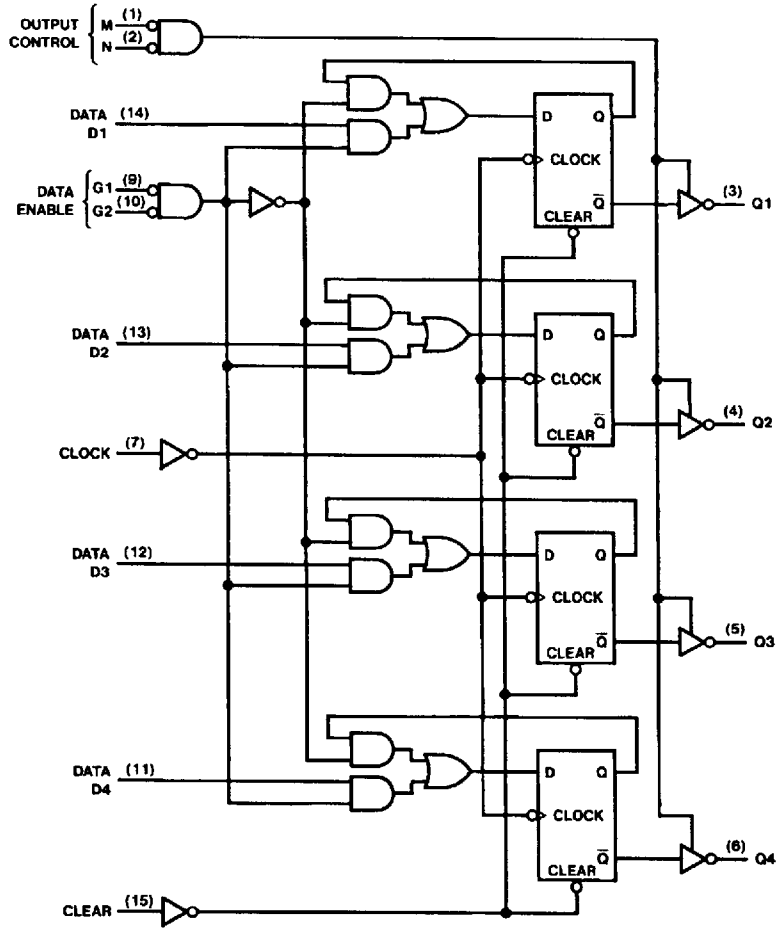 OUTPUT CONTROL
M (1)
N (2)
DATA D1 (14)
D Q
CLOCK
Q̅
CLEAR
(3) Q1
DATA ENABLE
G1 (9)
G2 (10)
DATA D2 (13)
D Q
CLOCK
Q̅
CLEAR
(4) Q2
CLOCK (7)
DATA D3 (12)
D Q
CLOCK
Q̅
CLEAR
(5) Q3
DATA D4 (11)
D Q
CLOCK
Q̅
CLEAR
(6) Q4
CLEAR (15)